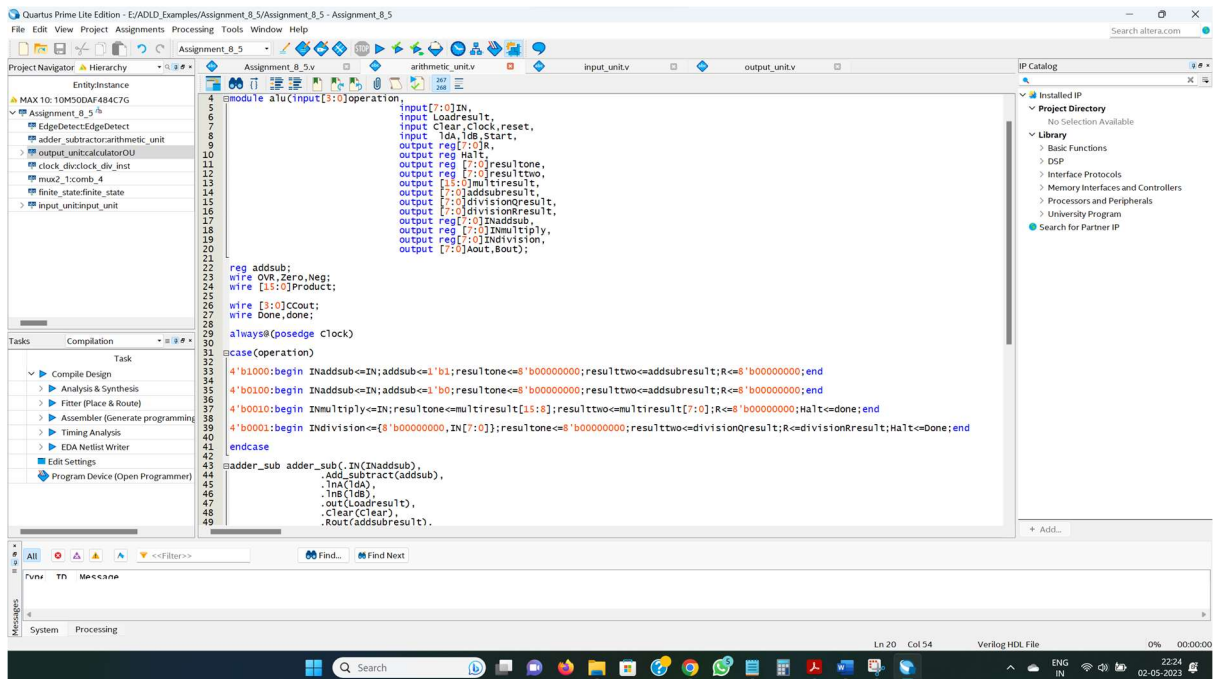 Quartus Prime Lite Edition - E:/ADLD_Examples/Assignment_8_5/Assignment_8_5 - Assignment_8_5
File Edit View Project Assignments Processing Tools Window Help
Search altera.com
Assignment_8_5
Project Navigator Hierarchy
Entity:Instance
MAX 10: 10M50DAF484C7G
Assignment_8_5
EdgeDetect:EdgeDetect
adder_subtractor:arithmetic_unit
output_unit:calculatorOU
clock_div:clock_div_inst
mux2_1:comb_4
finite_state:finite_state
input_unit:input_unit
Tasks Compilation
Task
Compile Design
Analysis & Synthesis
Fitter (Place & Route)
Assembler (Generate programming
Timing Analysis
EDA Netlist Writer
Edit Settings
Program Device (Open Programmer)
Assignment_8_5.v arithmetic_unit.v input_unit.v output_unit.v
267
268
4 module alu(input[3:0]operation,
5 input[7:0]IN,
6 input Loadresult,
7 input Clear,Clock,reset,
8 input ldA,ldB,Start,
9 output reg[7:0]R,
10 output reg Halt,
11 output reg [7:0]resultone,
12 output reg [7:0]resulttwo,
13 output [15:0]multiresult,
14 output [7:0]addsubresult,
15 output [7:0]divisionQresult,
16 output [7:0]divisionRresult,
17 output reg[7:0]INaddsub,
18 output reg [7:0]INmultiply,
19 output reg[7:0]INdivision,
20 output [7:0]Aout,Bout);
21
22 reg addsub;
23 wire OVR,Zero,Neg;
24 wire [15:0]Product;
25
26 wire [3:0]CCout;
27 wire Done,done;
28
29 always@(posedge Clock)
30
31 case(operation)
32
33 4'b1000:begin INaddsub<=IN;addsub<=1'b1;resultone<=8'b00000000;resulttwo<=addsubresult;R<=8'b00000000;end
34
35 4'b0100:begin INaddsub<=IN;addsub<=1'b0;resultone<=8'b00000000;resulttwo<=addsubresult;R<=8'b00000000;end
36
37 4'b0010:begin INmultiply<=IN;resultone<=multiresult[15:8];resulttwo<=multiresult[7:0];R<=8'b00000000;Halt<=done;end
38
39 4'b0001:begin INdivision<={8'b00000000,IN[7:0]};resultone<=8'b00000000;resulttwo<=divisionQresult;R<=divisionRresult;Halt<=Done;end
40
41 endcase
42
43 adder_sub adder_sub(.IN(INaddsub),
44 .Add_subtract(addsub),
45 .lnA(ldA),
46 .lnB(ldB),
47 .out(Loadresult),
48 .Clear(Clear),
49 .Rout(addsubresult),
IP Catalog
Installed IP
Project Directory
No Selection Available
Library
Basic Functions
DSP
Interface Protocols
Memory Interfaces and Controllers
Processors and Peripherals
University Program
Search for Partner IP
+ Add...
All <<Filter>> Find... Find Next
Type ID Message
Messages
System Processing
Ln 20 Col 54 Verilog HDL File 0% 00:00:00
Search
ENG
IN
22:24
02-05-2023